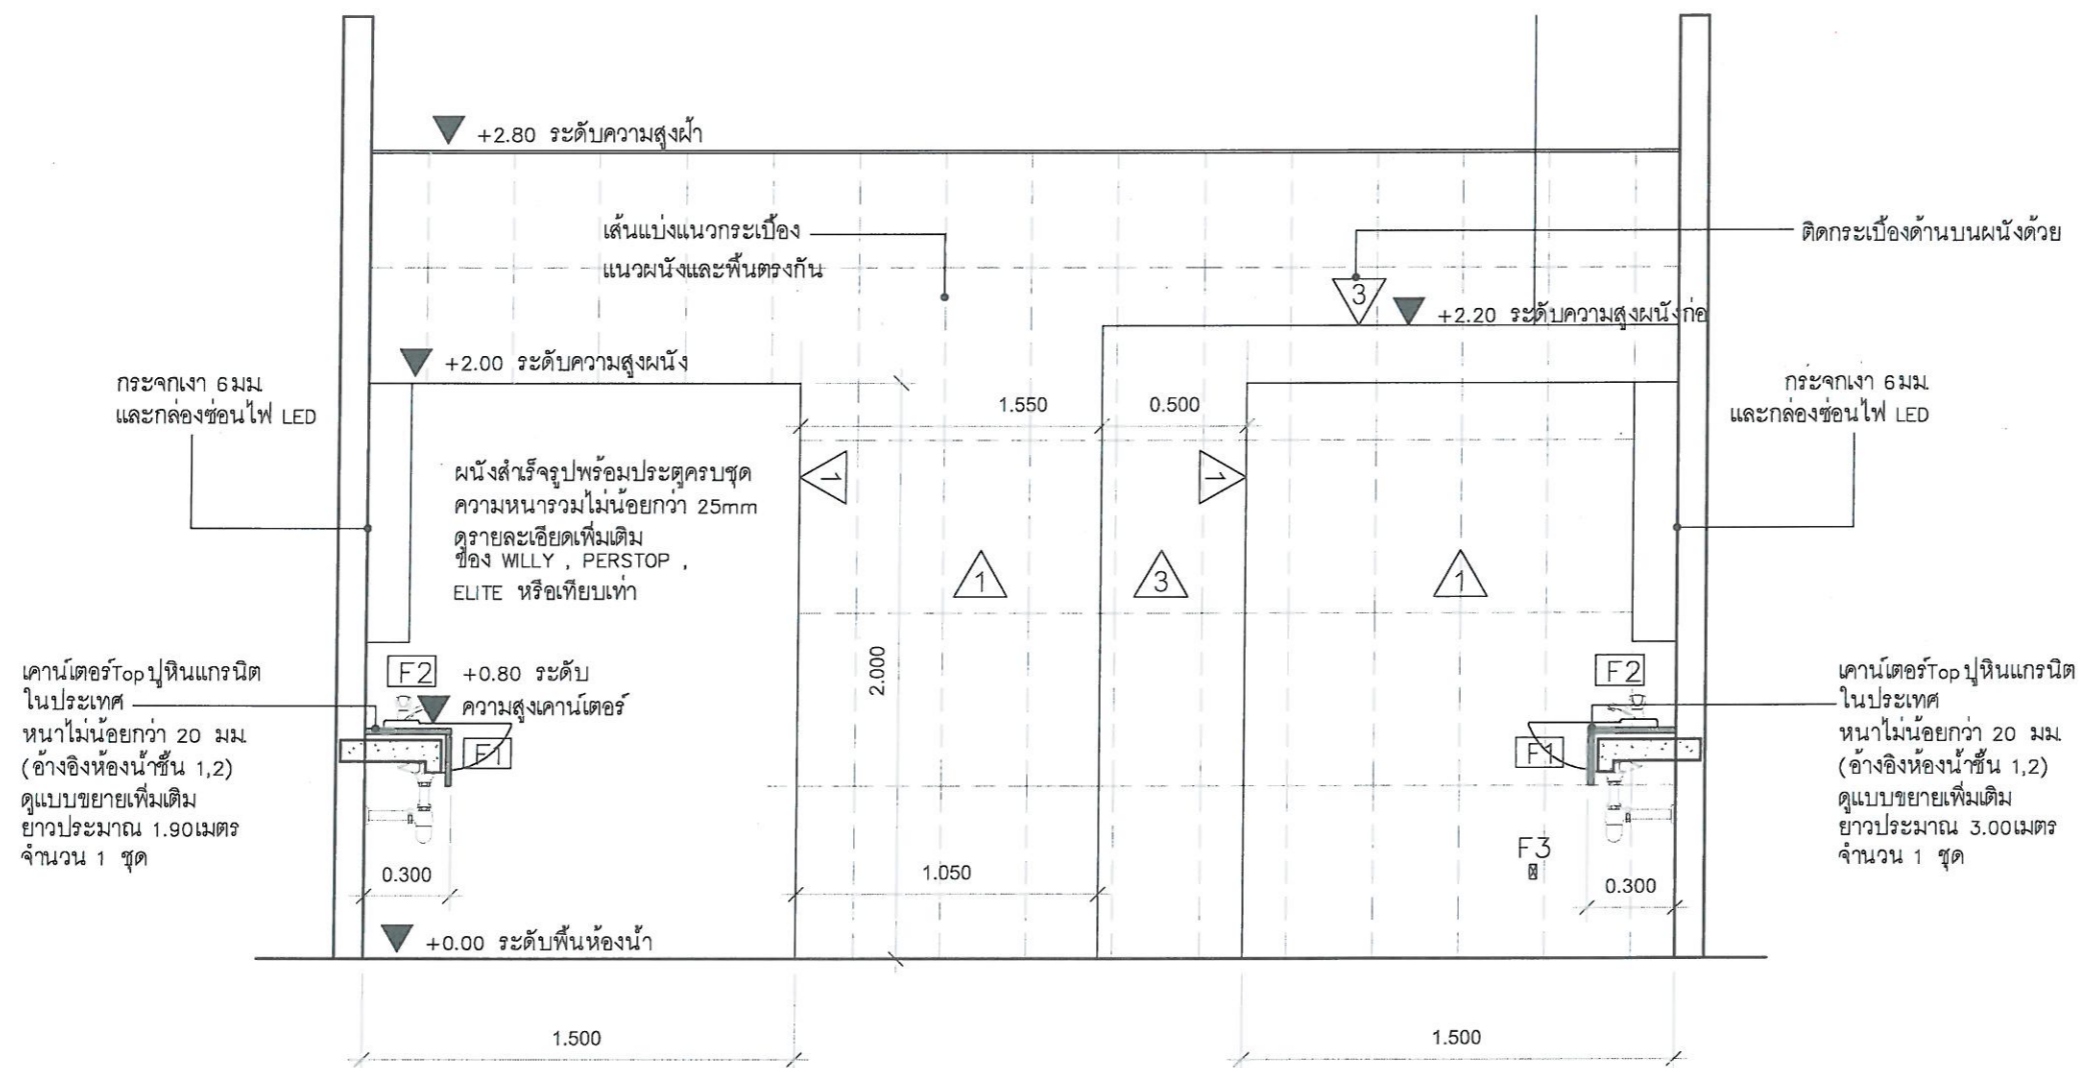 +2.80 ระดับความสูงฝ้า
เส้นแบ่งแนวกระเบื้อง
แนวผนังและพื้นตรงกัน
ติดกระเบื้องด้านบนผนังด้วย
3
+2.20 ระดับความสูงผนังก่อ
+2.00 ระดับความสูงผนัง
กระจกเงา 6มม.
และกล่องซ่อนไฟ LED
กระจกเงา 6มม.
และกล่องซ่อนไฟ LED
1.550
0.500
ผนังสำเร็จรูปพร้อมประตูครบชุด
ความหนารวมไม่น้อยกว่า 25mm
ดูรายละเอียดเพิ่มเติม
ของ WILLY , PERSTOP ,
ELITE หรือเทียบเท่า
1
1
1
3
1
2.000
เคาน์เตอร์Topปูหินแกรนิต
ในประเทศ
หนาไม่น้อยกว่า 20 มม.
(อ้างอิงห้องน้ำชั้น 1,2)
ดูแบบขยายเพิ่มเติม
ยาวประมาณ 1.90เมตร
จำนวน 1 ชุด
F2
+0.80 ระดับ
ความสูงเคาน์เตอร์
F1
F2
F1
เคาน์เตอร์Topปูหินแกรนิต
ในประเทศ
หนาไม่น้อยกว่า 20 มม.
(อ้างอิงห้องน้ำชั้น 1,2)
ดูแบบขยายเพิ่มเติม
ยาวประมาณ 3.00เมตร
จำนวน 1 ชุด
F3
0.300
1.050
0.300
+0.00 ระดับพื้นห้องน้ำ
1.500
1.500